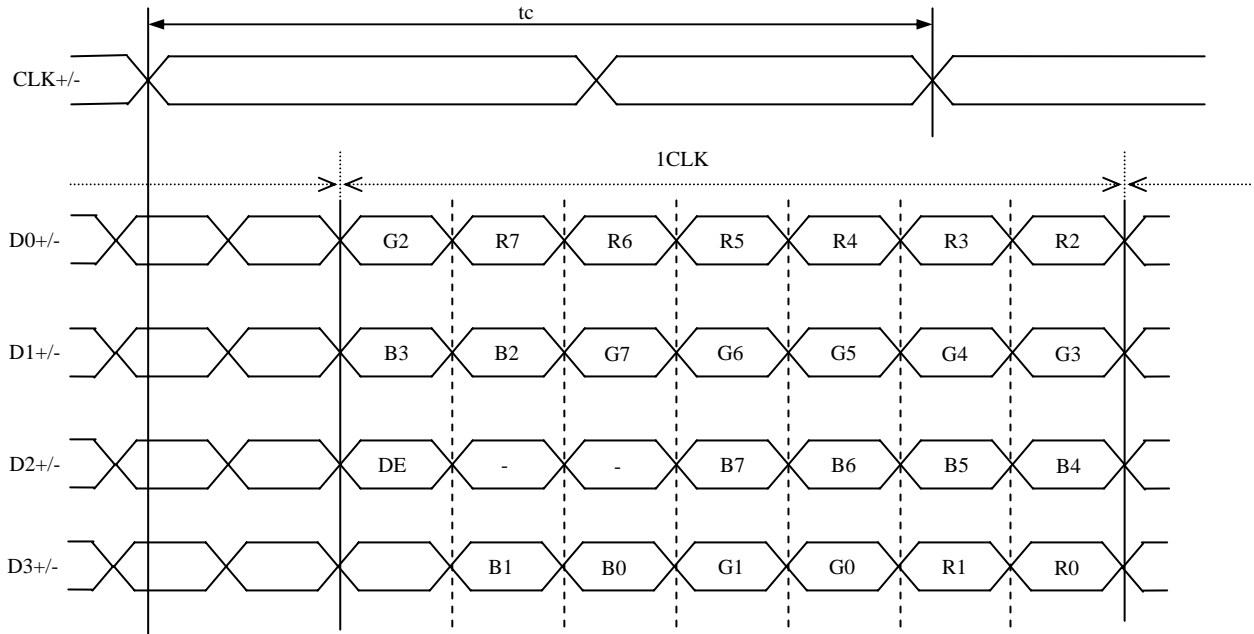 tc
CLK+/-
1CLK
D0+/- G2 R7 R6 R5 R4 R3 R2
D1+/- B3 B2 G7 G6 G5 G4 G3
D2+/- DE - - B7 B6 B5 B4
D3+/- B1 B0 G1 G0 R1 R0